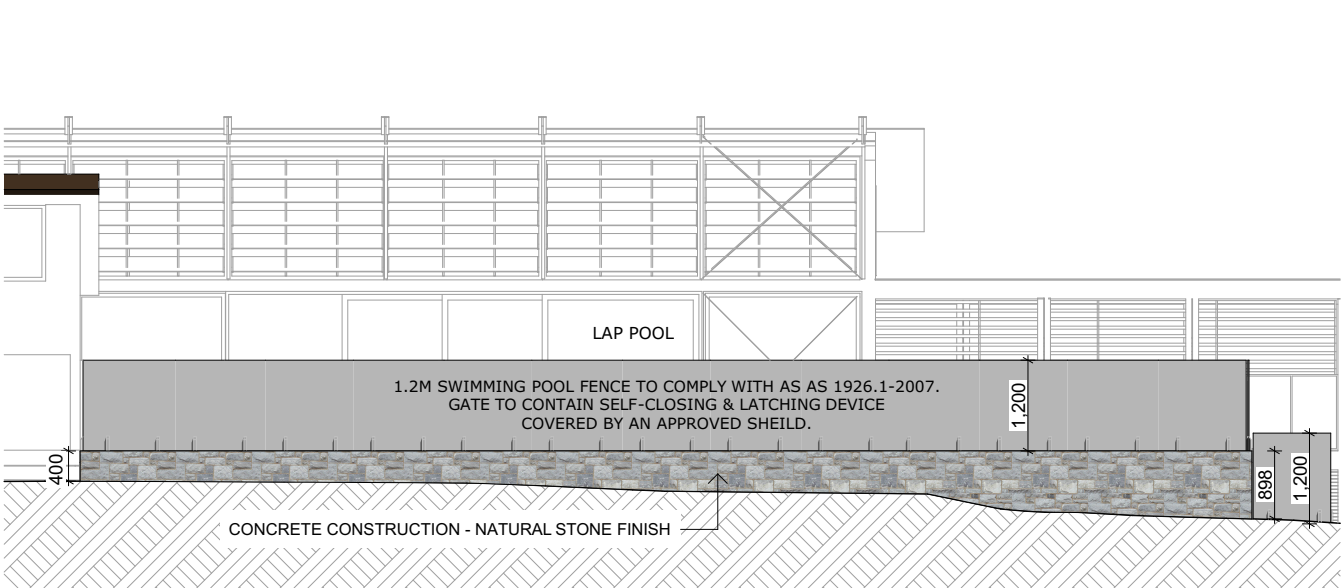 LAP POOL
1.2M SWIMMING POOL FENCE TO COMPLY WITH AS AS 1926.1-2007.
GATE TO CONTAIN SELF-CLOSING & LATCHING DEVICE
COVERED BY AN APPROVED SHEILD.
1,200
400
898
1,200
CONCRETE CONSTRUCTION - NATURAL STONE FINISH